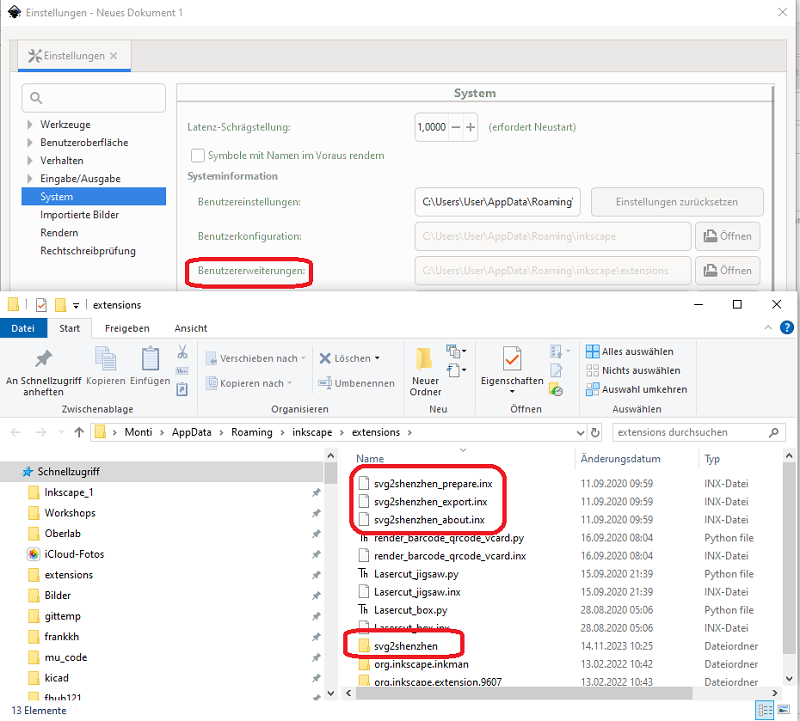 Einstellungen - Neues Dokument 1
Einstellungen
System
Werkzeuge
Benutzeroberfläche
Verhalten
Eingabe/Ausgabe
System
Importierte Bilder
Rendern
Rechtschreibprüfung
Latenz-Schrägstellung:
1,0000
(erfordert Neustart)
Symbole mit Namen im Voraus rendern
Systeminformation
Benutzereinstellungen:
C:\Users\User\AppData\Roaming\
Einstellungen zurücksetzen
Benutzerkonfiguration:
C:\Users\User\AppData\Roaming\inkscape
Öffnen
Benutzererweiterungen:
C:\Users\User\AppData\Roaming\inkscape\extensions
Öffnen
extensions
Datei Start Freigeben Ansicht
An Schnellzugriff anheften
Kopieren
Einfügen
Zwischenablage
Verschieben nach
Kopieren nach
Löschen
Umbenennen
Organisieren
Neuer Ordner
Neu
Eigenschaften
Öffnen
Alles auswählen
Nichts auswählen
Auswahl umkehren
Auswählen
Monti AppData Roaming inkscape extensions
extensions durchsuchen
Schnellzugriff
Inkscape_1
Workshops
Oberlab
iCloud-Fotos
extensions
Bilder
gittemp
frankkh
mu_code
kicad
fhub121
Name Änderungsdatum Typ
svg2shenzhen_prepare.inx 11.09.2020 09:59 INX-Datei
svg2shenzhen_export.inx 11.09.2020 09:59 INX-Datei
svg2shenzhen_about.inx 11.09.2020 09:59 INX-Datei
render_barcode_qrcode_vcard.py 16.09.2020 08:04 Python file
render_barcode_qrcode_vcard.inx 16.09.2020 08:04 INX-Datei
Lasercut_jigsaw.py 15.09.2020 21:39 Python file
Lasercut_jigsaw.inx 15.09.2020 21:39 INX-Datei
Lasercut_box.py 28.08.2020 05:06 Python file
Lasercut_box.inx 28.08.2020 05:06 INX-Datei
svg2shenzhen 14.11.2023 10:25 Dateiordner
org.inkscape.inkman 13.02.2022 10:42 Dateiordner
org.inkscape.extension.9607 13.02.2022 10:43 Dateiordner
13 Elemente